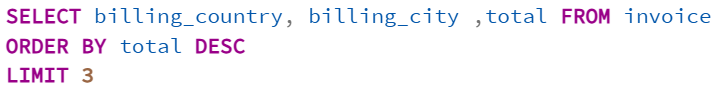 SELECT billing_country, billing_city ,total FROM invoice
ORDER BY total DESC
LIMIT 3